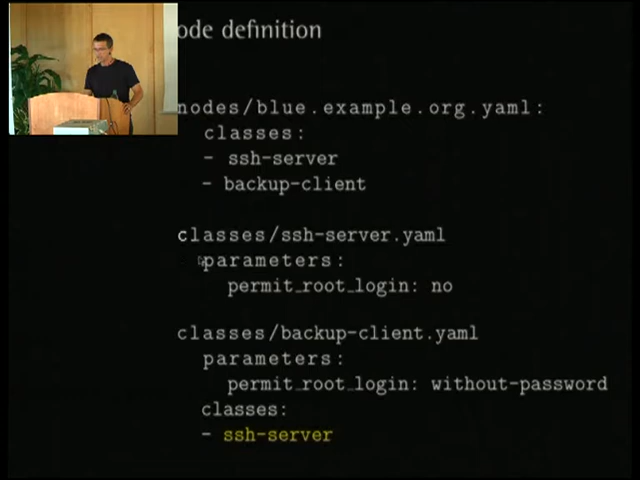 ode definition
nodes/blue.example.org.yaml:
classes:
- ssh-server
- backup-client
classes/ssh-server.yaml
parameters:
permit_root_login: no
classes/backup-client.yaml
parameters:
permit_root_login: without-password
classes:
- ssh-server